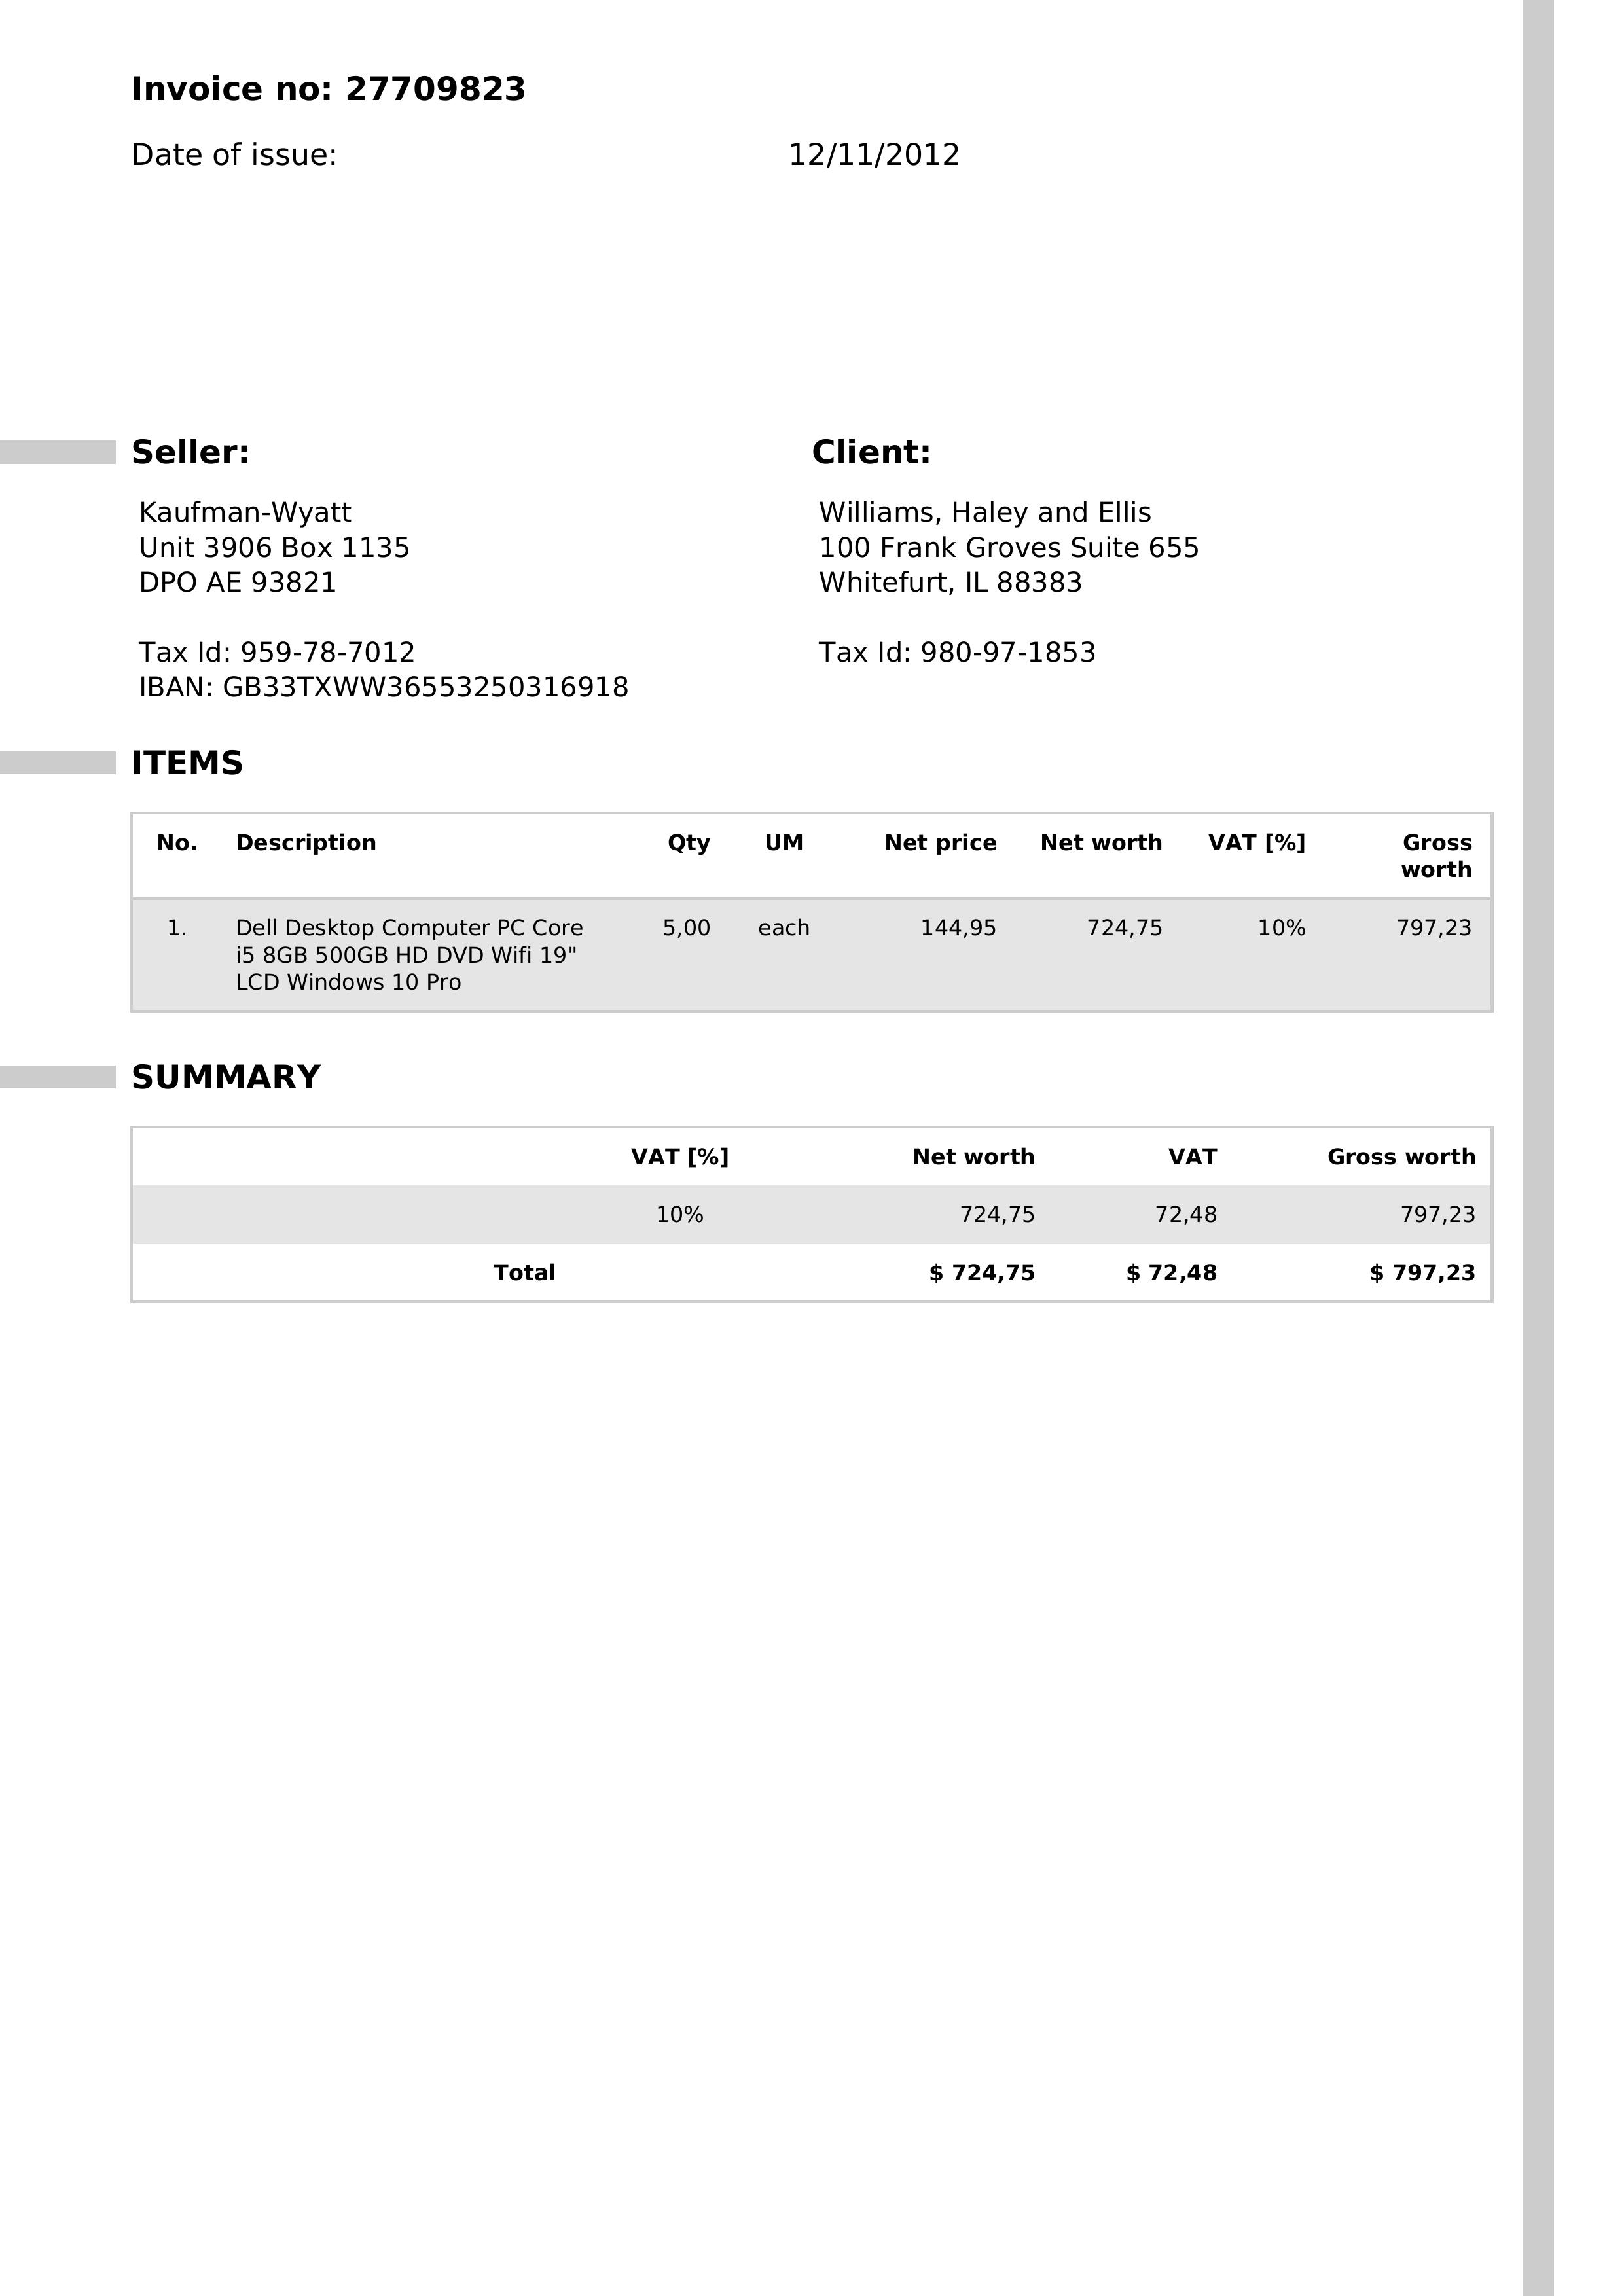 Invoice no: 27709823
Date of issue: 12/11/2012
Seller:
Kaufman-Wyatt
Unit 3906 Box 1135
DPO AE 93821
Tax Id: 959-78-7012
IBAN: GB33TXWW36553250316918
Client:
Williams, Haley and Ellis
100 Frank Groves Suite 655
Whitefurt, IL 88383
Tax Id: 980-97-1853
ITEMS
No. Description Qty UM Net price Net worth VAT [%] Gross
worth
1. Dell Desktop Computer PC Core 5,00 each 144,95 724,75 10% 797,23
i5 8GB 500GB HD DVD Wifi 19"
LCD Windows 10 Pro
SUMMARY
VAT [%] Net worth VAT Gross worth
10% 724,75 72,48 797,23
Total $ 724,75 $ 72,48 $ 797,23